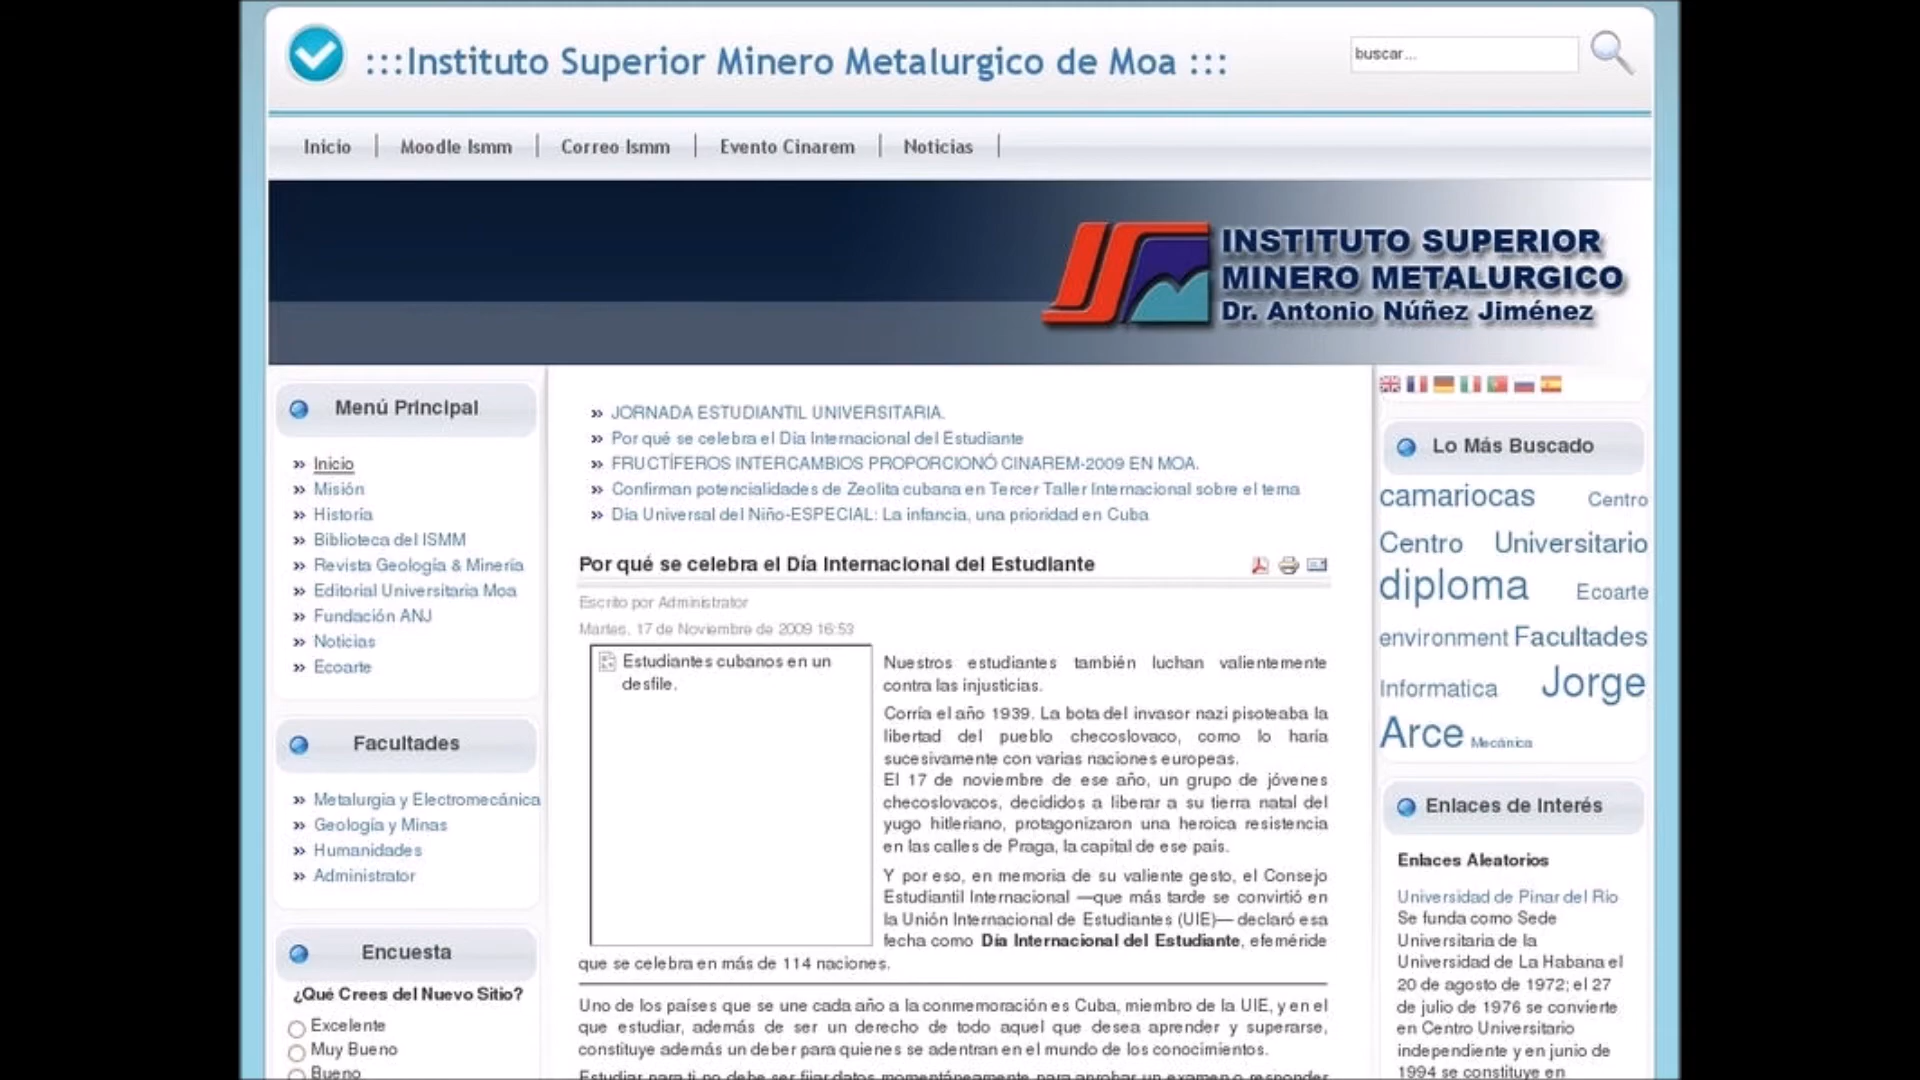 :::Instituto Superior Minero Metalurgico de Moa :::
buscar...
Inicio
Moodle Ismm
Correo Ismm
Evento Cinarem
Noticias
INSTITUTO SUPERIOR
MINERO METALURGICO
Dr. Antonio Núñez Jiménez
Menú Principal
Inicio
Misión
Historia
Biblioteca del ISMM
Revista Geología & Minería
Editorial Universitaria Moa
Fundación ANJ
Noticias
Ecoarte
Facultades
Metalurgia y Electromecánica
Geologia y Minas
Humanidades
Administrator
Encuesta
¿Qué Crees del Nuevo Sitio?
Excelente
Muy Bueno
Bueno
» JORNADA ESTUDIANTIL UNIVERSITARIA.
» Por qué se celebra el Día Internacional del Estudiante
» FRUCTÍFEROS INTERCAMBIOS PROPORCIONÓ CINAREM-2009 EN MOA.
» Confirman potencialidades de Zeolita cubana en Tercer Taller Internacional sobre el tema
» Dia Universal del Niño-ESPECIAL: La infancia, una prioridad en Cuba
Por qué se celebra el Día Internacional del Estudiante
Escrito por Administrator
Martes, 17 de Noviembre de 2009 16:53
Estudiantes cubanos en un
desfile.
Nuestros estudiantes también luchan valientemente
contra las injusticias.
Corría el año 1939. La bota del invasor nazi pisoteaba la
libertad del pueblo checoslovaco, como lo haría
sucesivamente con varias naciones europeas.
El 17 de noviembre de ese año, un grupo de jóvenes
checoslovacos, decididos a liberar a su tierra natal del
yugo hitleriano, protagonizaron una heroica resistencia
en las calles de Praga, la capital de ese país.
Y por eso, en memoria de su valiente gesto, el Consejo
Estudiantil Internacional —que más tarde se convirtió en
la Unión Internacional de Estudiantes (UIE)— declaró esa
fecha como Día Internacional del Estudiante, efeméride
que se celebra en más de 114 naciones.
Uno de los países que se une cada año a la conmemoración es Cuba, miembro de la UIE, y en el
que estudiar, además de ser un derecho de todo aquel que desea aprender y superarse,
constituye además un deber para quienes se adentran en el mundo de los conocimientos.
Estudiar para ti no debe ser fijar datos momentáneamente para aprobar un examen o responder
Lo Más Buscado
camariocas Centro
Centro Universitario
diploma Ecoarte
environment Facultades
Informatica Jorge
Arce Mecánica
Enlaces de Interés
Enlaces Aleatorios
Universidad de Pinar del Río
Se funda como Sede
Universitaria de la
Universidad de La Habana el
20 de agosto de 1972; el 27
de julio de 1976 se convierte
en Centro Universitario
independiente y en junio de
1994 se constituye en